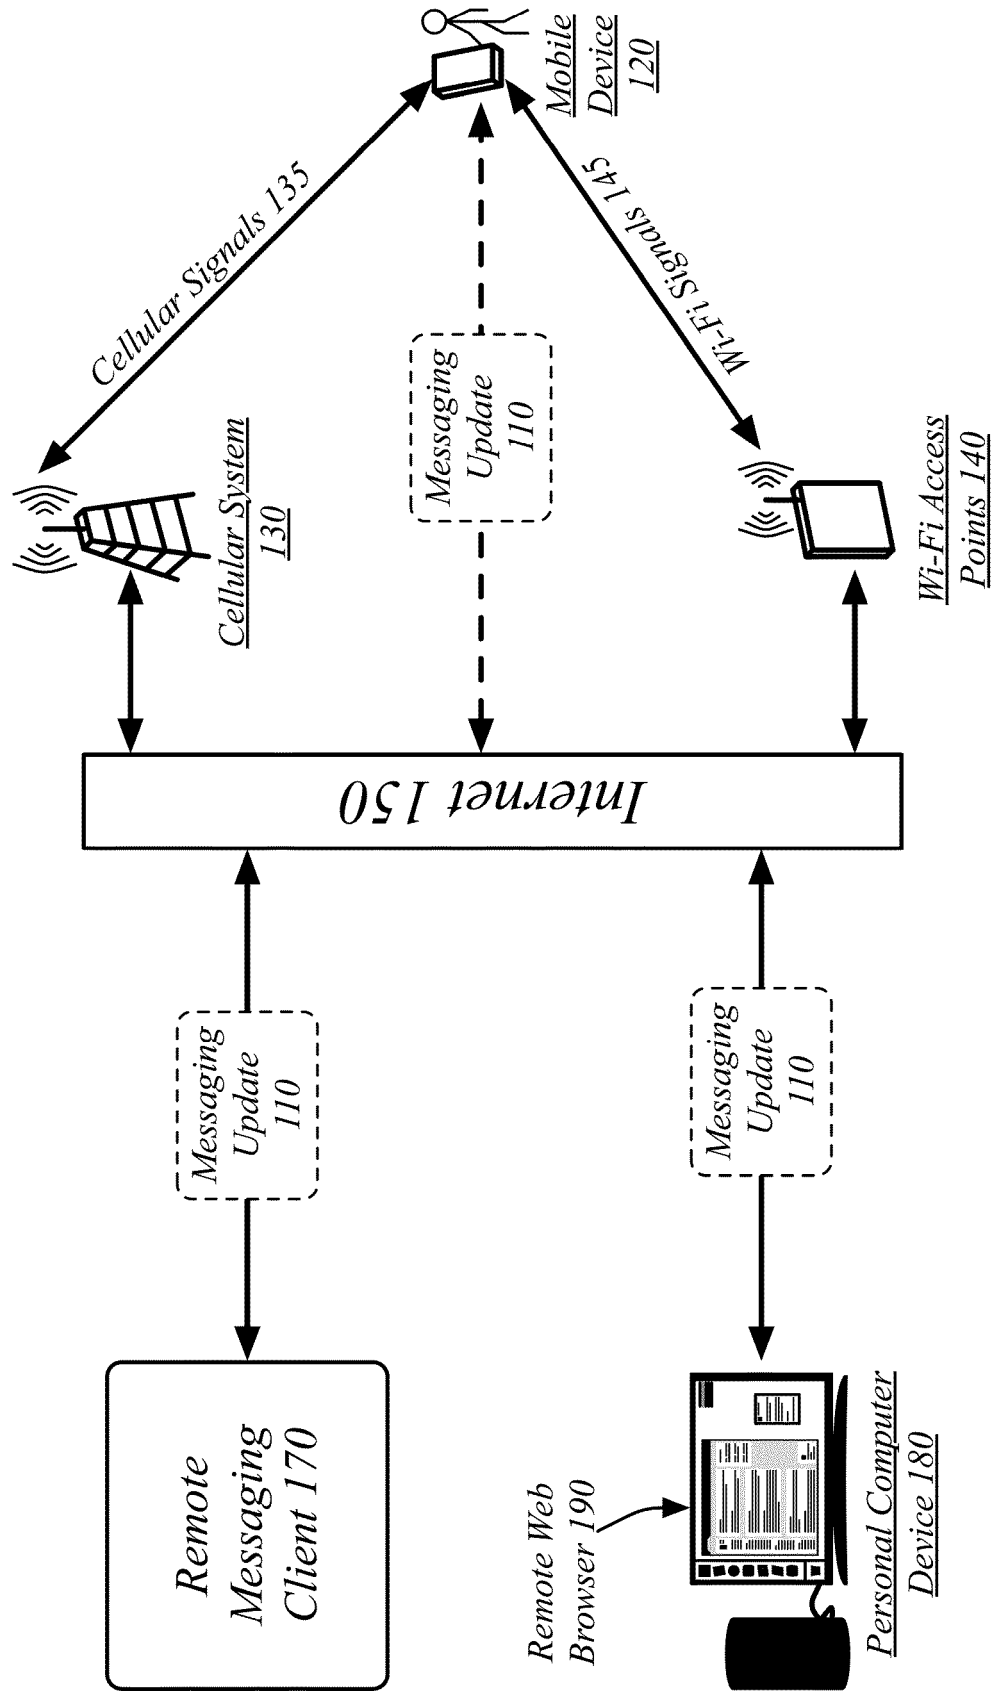 Remote
Messaging
Client 170
Messaging
Update
110
Internet 150
Cellular System
130
Cellular Signals 135
Messaging
Update
110
Mobile
Device
120
Wi-Fi Signals 145
Wi-Fi Access
Points 140
Messaging
Update
110
Remote Web
Browser 190
Personal Computer
Device 180